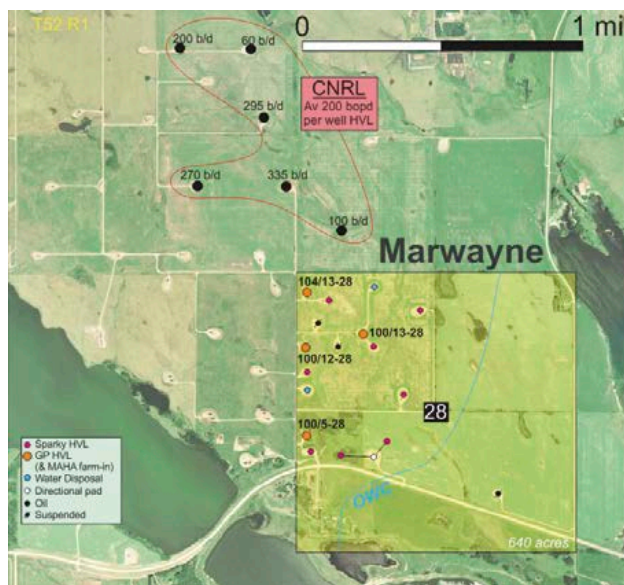 T52 R1
0
1 mi
200 b/d
60 b/d
CNRL
Av 200 bopd
per well HVL
295 b/d
270 b/d
335 b/d
100 b/d
Marwayne
104/13-28
100/13-28
100/12-28
28
100/5-28
Sparky HVL
GP HVL
(& MAHA farm-in)
Water Disposal
Directional pad
Oil
Suspended
OWC
640 acres